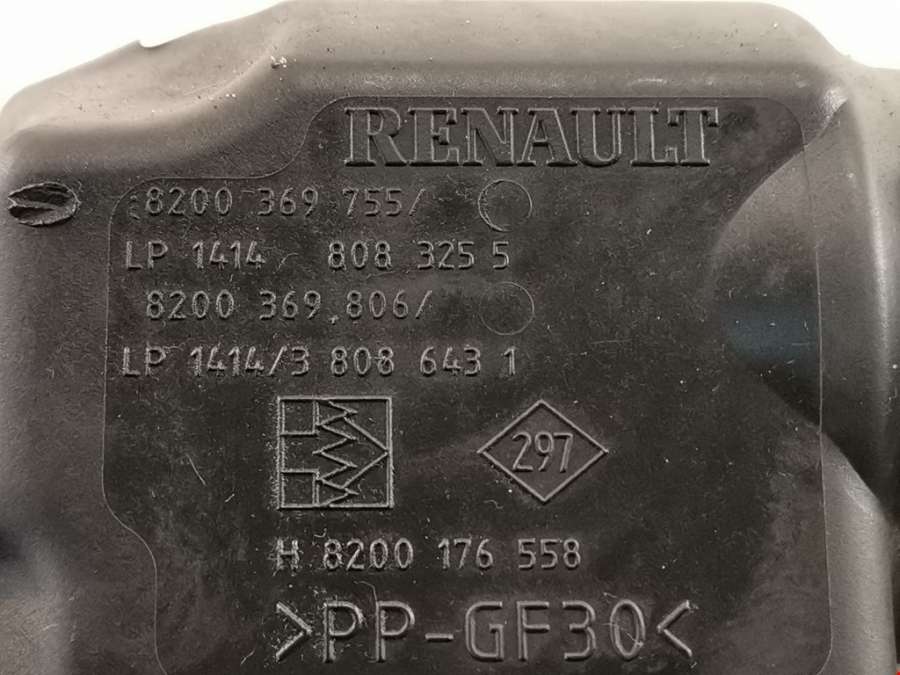 RENAULT
8200 369 755/
LP 1414 808 325 5
8200 369 806/
LP 1414/3 808 643 1
297
H 8200 176 558
>PP-GF30<